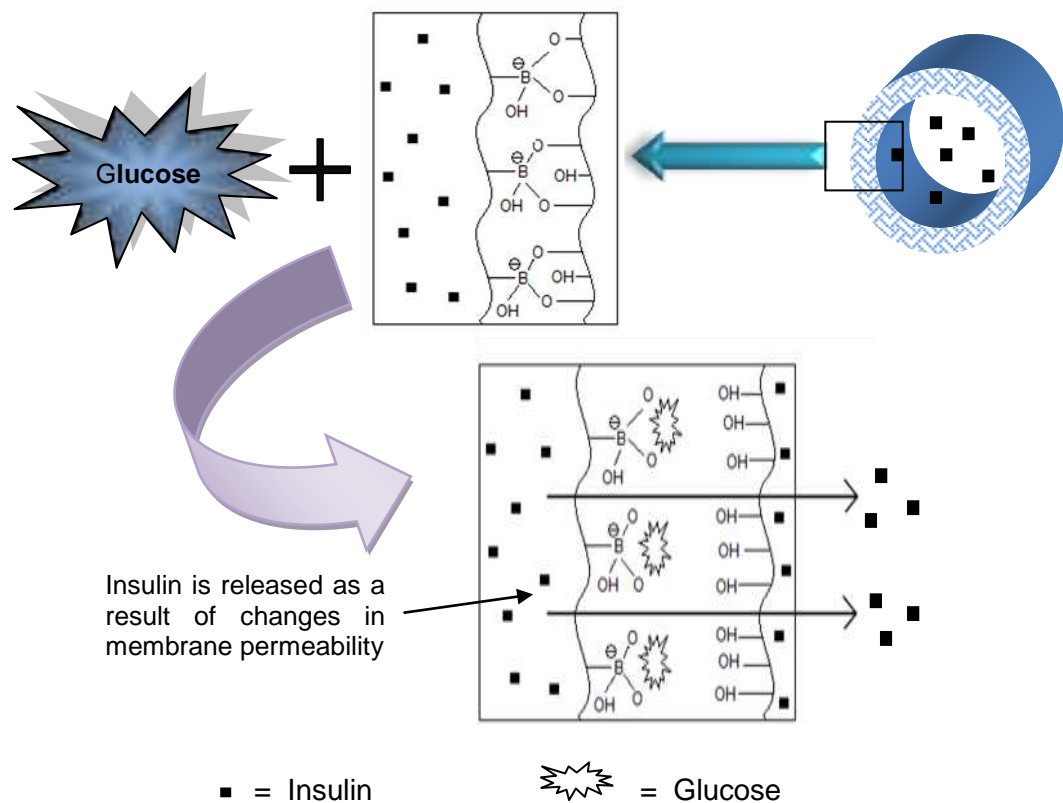 Glucose
O
⊖
B
O
OH
O
⊖
B
OH
OH
O
O
⊖
B
OH
OH
O
O
⊖
B
O
OH
OH
OH
OH
O
⊖
B
OH
O
OH
OH
OH
O
⊖
B
OH
O
OH
OH
OH
Insulin is released as a
result of changes in
membrane permeability
= Insulin
= Glucose